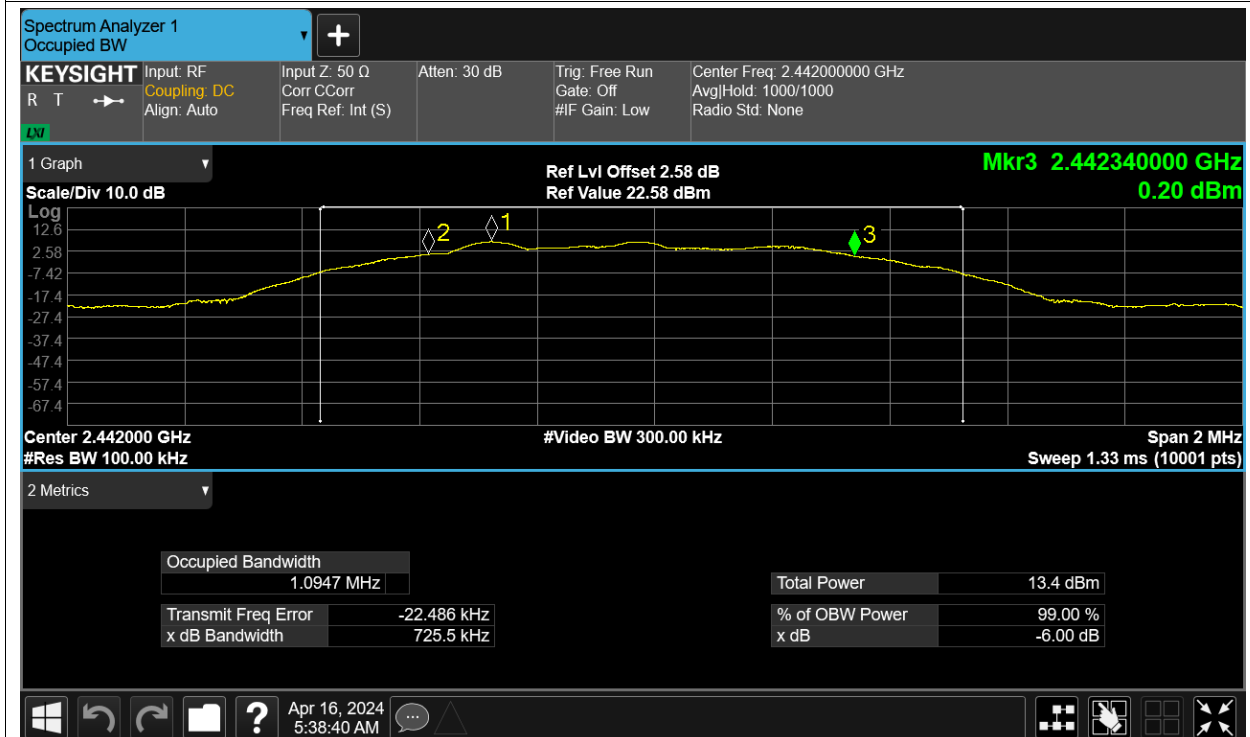 Spectrum Analyzer 1
Occupied BW
▼
+
KEYSIGHT
R T
LXI
Input: RF
Coupling: DC
Align: Auto
Input Z: 50 Ω
Corr CCorr
Freq Ref: Int (S)
Atten: 30 dB
Trig: Free Run
Gate: Off
#IF Gain: Low
Center Freq: 2.442000000 GHz
Avg|Hold: 1000/1000
Radio Std: None
1 Graph
Scale/Div 10.0 dB
Ref Lvl Offset 2.58 dB
Ref Value 22.58 dBm
Mkr3 2.442340000 GHz
0.20 dBm
Log
12.6
2.58
-7.42
-17.4
-27.4
-37.4
-47.4
-57.4
-67.4
2
1
3
Center 2.442000 GHz
#Res BW 100.00 kHz
#Video BW 300.00 kHz
Span 2 MHz
Sweep 1.33 ms (10001 pts)
2 Metrics
Occupied Bandwidth
1.0947 MHz
Transmit Freq Error -22.486 kHz
x dB Bandwidth 725.5 kHz
Total Power 13.4 dBm
% of OBW Power 99.00 %
x dB -6.00 dB
?
Apr 16, 2024
5:38:40 AM